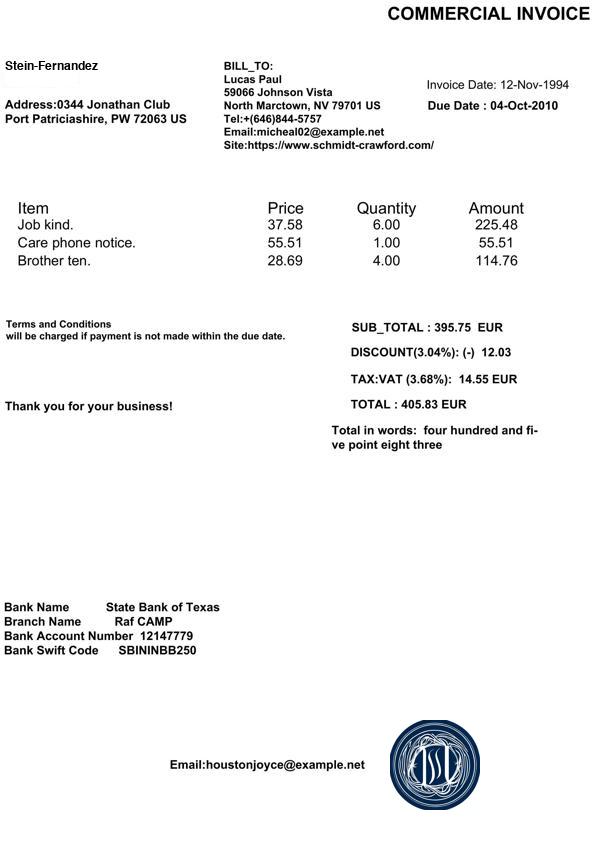 COMMERCIAL INVOICE
Stein-Fernandez
Address:0344 Jonathan Club
Port Patriciashire, PW 72063 US
BILL_TO:
Lucas Paul
59066 Johnson Vista
North Marctown, NV 79701 US
Tel:+(646)844-5757
Email:micheal02@example.net
Site:https://www.schmidt-crawford.com/
Invoice Date: 12-Nov-1994
Due Date : 04-Oct-2010
Item Price Quantity Amount
Job kind. 37.58 6.00 225.48
Care phone notice. 55.51 1.00 55.51
Brother ten. 28.69 4.00 114.76
Terms and Conditions
will be charged if payment is not made within the due date.
SUB_TOTAL : 395.75 EUR
DISCOUNT(3.04%): (-) 12.03
TAX:VAT (3.68%): 14.55 EUR
TOTAL : 405.83 EUR
Thank you for your business!
Total in words: four hundred and fi-
ve point eight three
Bank Name State Bank of Texas
Branch Name Raf CAMP
Bank Account Number 12147779
Bank Swift Code SBININBB250
Email:houstonjoyce@example.net